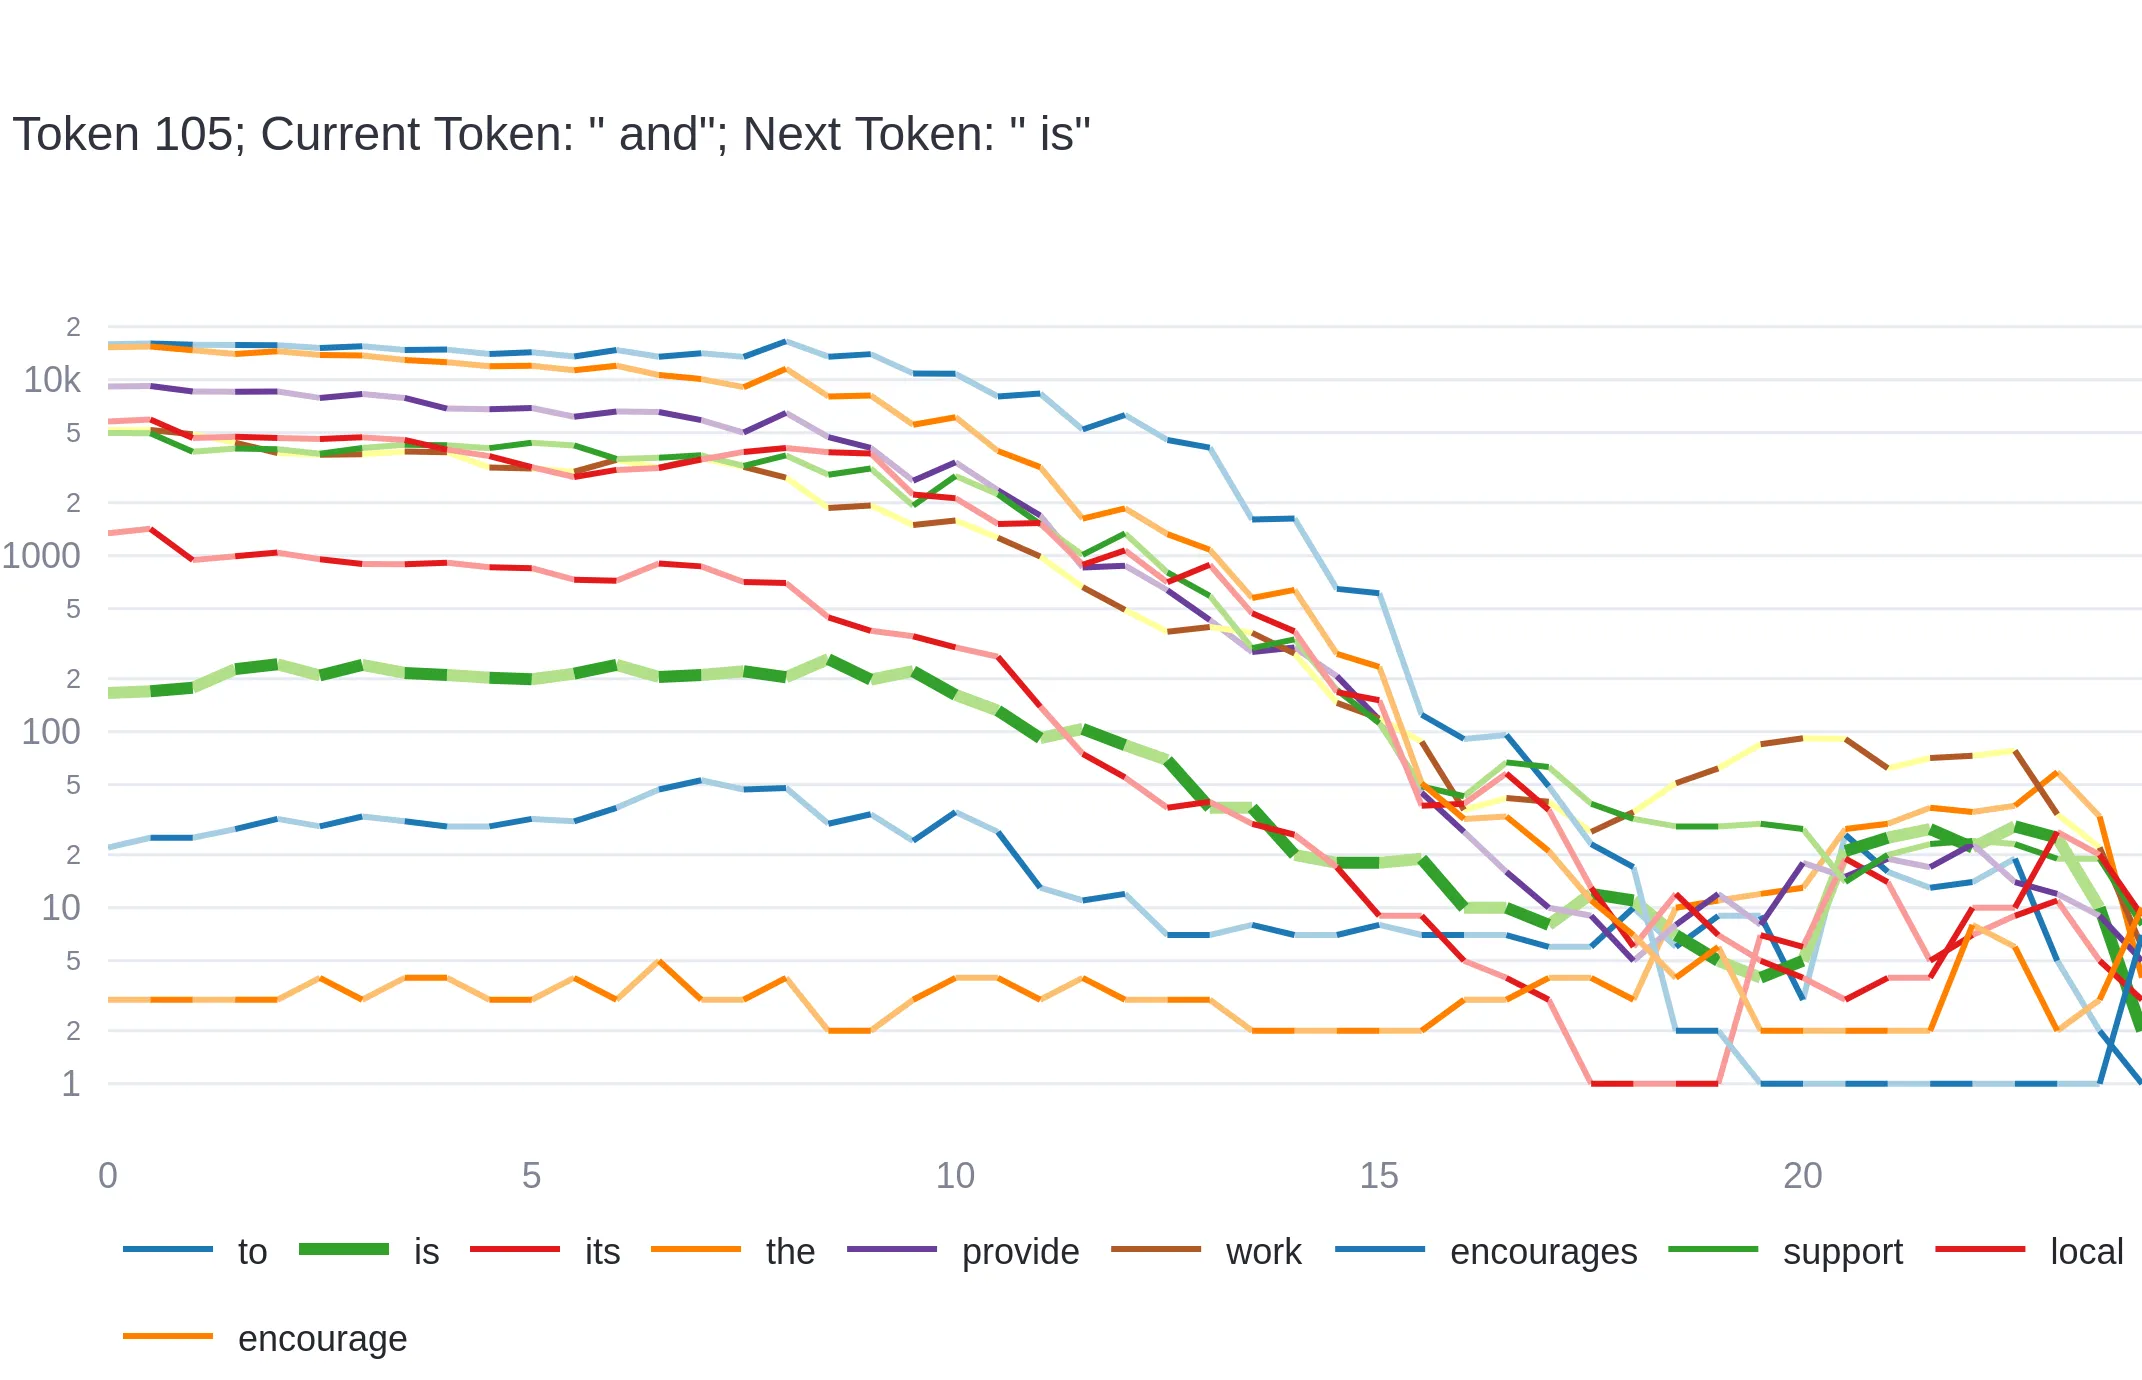 Token 105; Current Token: " and"; Next Token: " is"
2
10k
5
2
1000
5
2
100
5
2
10
5
2
1
0 5 10 15 20
to is its the provide work encourages support local
encourage